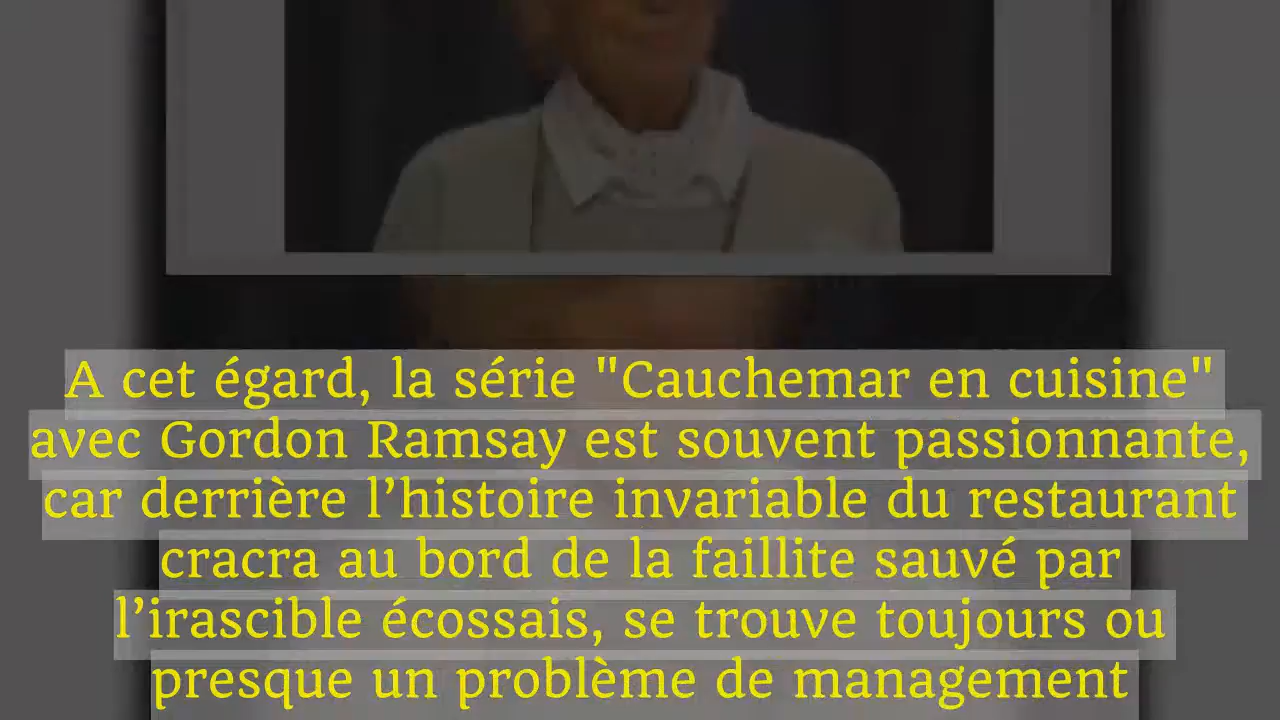 A cet égard, la série "Cauchemar en cuisine"
avec Gordon Ramsay est souvent passionnante,
car derrière l’histoire invariable du restaurant
cracra au bord de la faillite sauvé par
l’irascible écossais, se trouve toujours ou
presque un problème de management